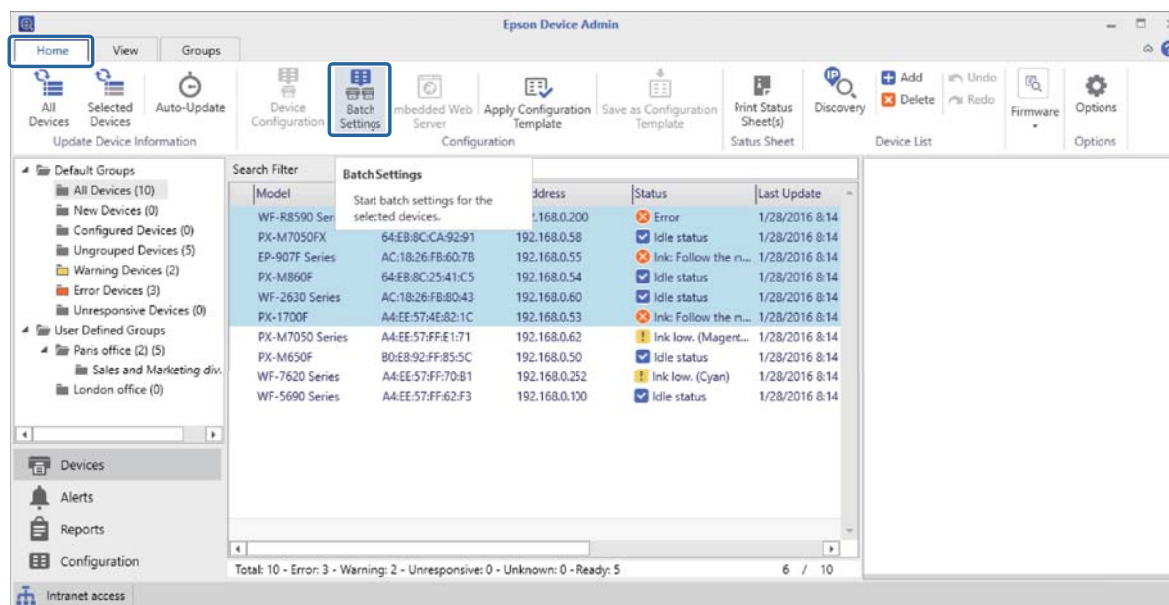 Epson Device Admin
Home View Groups
All Devices
Selected Devices
Auto-Update
Update Device Information
Device Configuration
Batch Settings
mbedded Web Server
Apply Configuration Template
Save as Configuration Template
Configuration
Print Status Sheet(s)
Status Sheet
IP
Discovery
Add
Delete
Undo
Redo
Device List
Firmware
Options
Options
Default Groups
All Devices (10)
New Devices (0)
Configured Devices (0)
Ungrouped Devices (5)
Warning Devices (2)
Error Devices (3)
Unresponsive Devices (0)
User Defined Groups
Paris office (2) (5)
Sales and Marketing div.
London office (0)
Devices
Alerts
Reports
Configuration
Search Filter
Batch Settings
Start batch settings for the
selected devices.
Model ddress Status Last Update
WF-R8590 Ser 2.168.0.200 Error 1/28/2016 8:14
PX-M7050FX 64:EB:8C:CA:92:91 192.168.0.58 Idle status 1/28/2016 8:14
EP-907F Series AC:18:26:FB:60:7B 192.168.0.55 Ink: Follow the n... 1/28/2016 8:14
PX-M860F 64:EB:8C:25:41:C5 192.168.0.54 Idle status 1/28/2016 8:14
WF-2630 Series AC:18:26:FB:80:43 192.168.0.60 Idle status 1/28/2016 8:14
PX-1700F A4:EE:57:4E:82:1C 192.168.0.53 Ink: Follow the n... 1/28/2016 8:14
PX-M7050 Series A4:EE:57:FF:E1:71 192.168.0.62 Ink low. (Magent... 1/28/2016 8:14
PX-M650F B0:E8:92:FF:85:5C 192.168.0.50 Idle status 1/28/2016 8:14
WF-7620 Series A4:EE:57:FF:70:B1 192.168.0.252 Ink low. (Cyan) 1/28/2016 8:14
WF-5690 Series A4:EE:57:FF:62:F3 192.168.0.100 Idle status 1/28/2016 8:14
Total: 10 - Error: 3 - Warning: 2 - Unresponsive: 0 - Unknown: 0 -Ready: 5 6 / 10
Intranet access